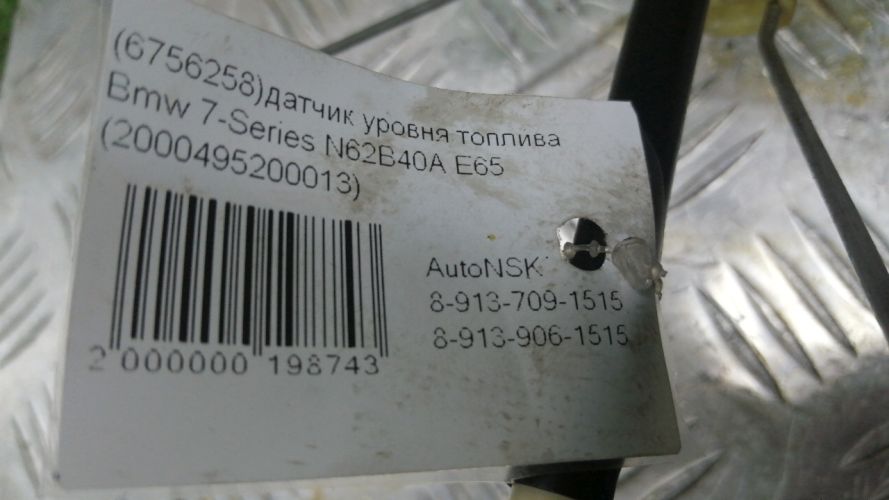 (6756258)датчик уровня топлива
Bmw 7-Series N62B40A E65
(2000495200013)
AutoNSK
8-913-709-1515
8-913-906-1515
2 000000 198743